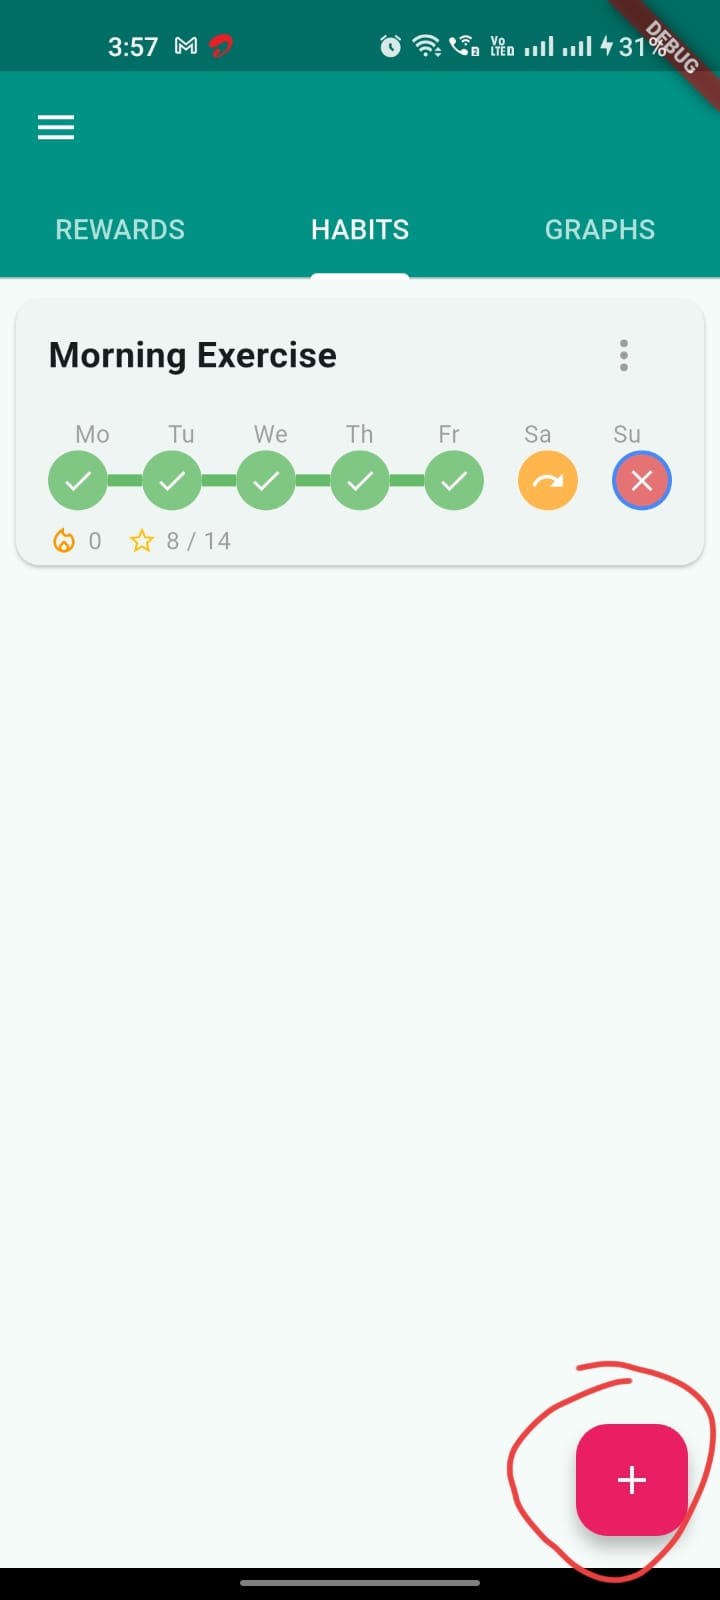 3:57 Vo LTED 31%
DEBUG
REWARDS HABITS GRAPHS
Morning Exercise
Mo Tu We Th Fr Sa Su
0 8 / 14